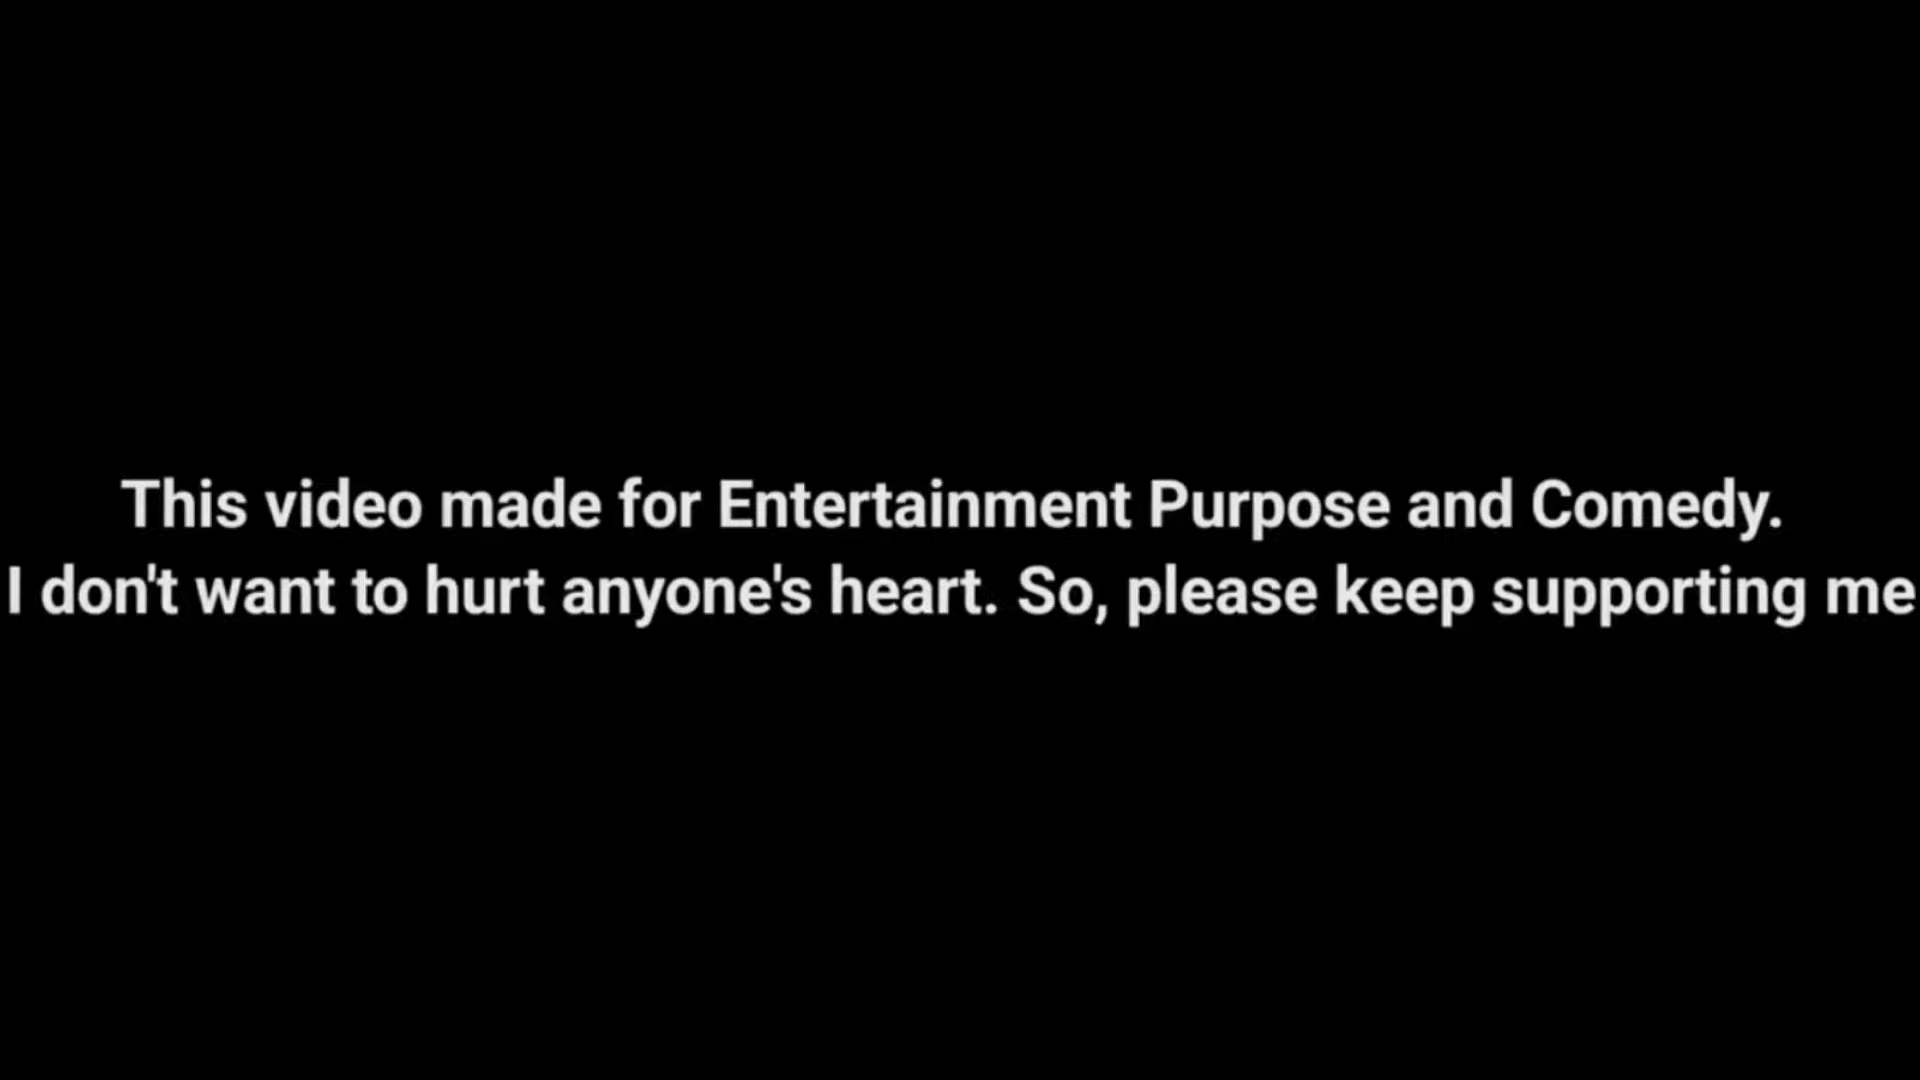 This video made for Entertainment Purpose and Comedy.
I don't want to hurt anyone's heart. So, please keep supporting me